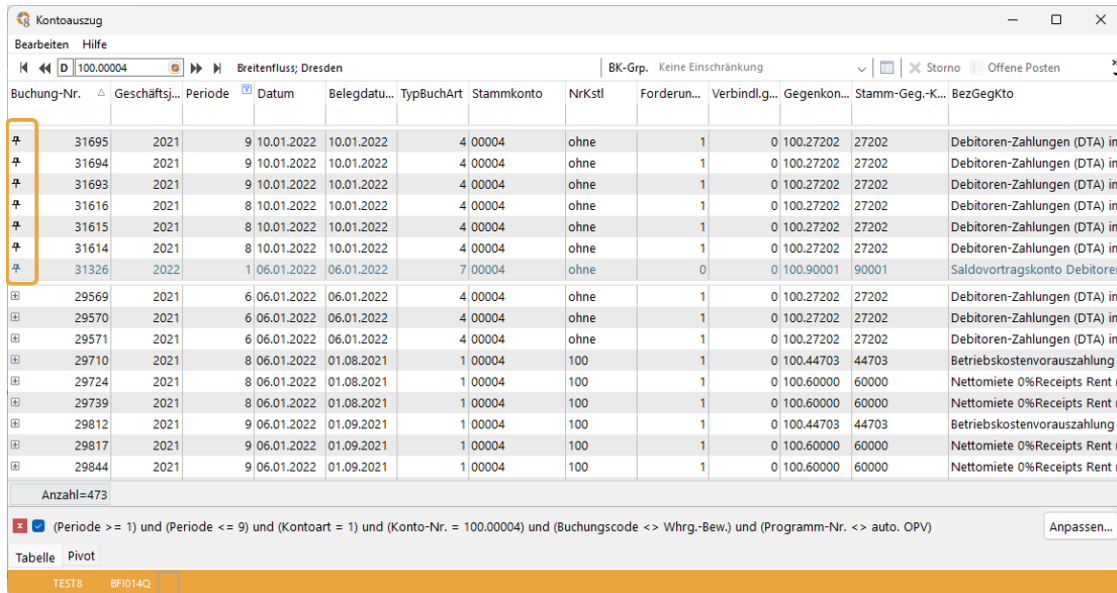 Kontoauszug
Bearbeiten Hilfe
D 100.00004 Breitenfluss; Dresden BK-Grp. Keine Einschränkung Storno Offene Posten
Buchung-Nr. Geschäftsj... Periode Datum Belegdatu... TypBuchArt Stammkonto NrKstl Forderun... Verbindl.g... Gegenkon... Stamm-Geg.-K... BezGegKto
31695 2021 9 10.01.2022 10.01.2022 4 00004 ohne 1 0 100.27202 27202 Debitoren-Zahlungen (DTA) in
31694 2021 9 10.01.2022 10.01.2022 4 00004 ohne 1 0 100.27202 27202 Debitoren-Zahlungen (DTA) in
31693 2021 9 10.01.2022 10.01.2022 4 00004 ohne 1 0 100.27202 27202 Debitoren-Zahlungen (DTA) in
31616 2021 8 10.01.2022 10.01.2022 4 00004 ohne 1 0 100.27202 27202 Debitoren-Zahlungen (DTA) in
31615 2021 8 10.01.2022 10.01.2022 4 00004 ohne 1 0 100.27202 27202 Debitoren-Zahlungen (DTA) in
31614 2021 8 10.01.2022 10.01.2022 4 00004 ohne 1 0 100.27202 27202 Debitoren-Zahlungen (DTA) in
31326 2022 1 06.01.2022 06.01.2022 7 00004 ohne 0 0 100.90001 90001 Saldovortragskonto Debitore
29569 2021 6 06.01.2022 06.01.2022 4 00004 ohne 1 0 100.27202 27202 Debitoren-Zahlungen (DTA) in
29570 2021 6 06.01.2022 06.01.2022 4 00004 ohne 1 0 100.27202 27202 Debitoren-Zahlungen (DTA) in
29571 2021 6 06.01.2022 06.01.2022 4 00004 ohne 1 0 100.27202 27202 Debitoren-Zahlungen (DTA) in
29710 2021 8 06.01.2022 01.08.2021 1 00004 100 1 0 100.44703 44703 Betriebskostenvorauszahlung
29724 2021 8 06.01.2022 01.08.2021 1 00004 100 1 0 100.60000 60000 Nettomiete 0%Receipts Rent
29739 2021 8 06.01.2022 01.08.2021 1 00004 100 1 0 100.60000 60000 Nettomiete 0%Receipts Rent
29812 2021 9 06.01.2022 01.09.2021 1 00004 100 1 0 100.44703 44703 Betriebskostenvorauszahlung
29817 2021 9 06.01.2022 01.09.2021 1 00004 100 1 0 100.60000 60000 Nettomiete 0%Receipts Rent
29844 2021 9 06.01.2022 01.09.2021 1 00004 100 1 0 100.60000 60000 Nettomiete 0%Receipts Rent
Anzahl=473
(Periode >= 1) und (Periode <= 9) und (Kontoart = 1) und (Konto-Nr. = 100.00004) und (Buchungscode <> Whrg.-Bew.) und (Programm-Nr. <> auto. OPV) Anpassen...
Tabelle Pivot
TEST8 BFI014Q